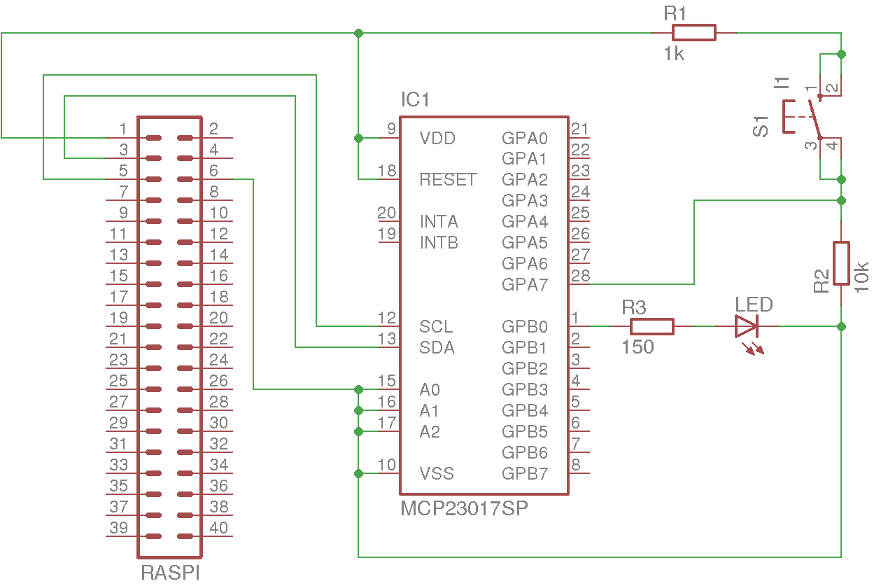 R1
1k
I1
S1
1
2
3
4
R2
10k
IC1
9 VDD GPA0 21
GPA1 22
18 RESET GPA2 23
GPA3 24
20 INTA GPA4 25
19 INTB GPA5 26
GPA6 27
GPA7 28
12 SCL GPB0 1
13 SDA GPB1 2
GPB2 3
15 A0 GPB3 4
16 A1 GPB4 5
17 A2 GPB5 6
GPB6 7
10 VSS GPB7 8
MCP23017SP
R3
150
LED
1 2
3 4
5 6
7 8
9 10
11 12
13 14
15 16
17 18
19 20
21 22
23 24
25 26
27 28
29 30
31 32
33 34
35 36
37 38
39 40
RASPI